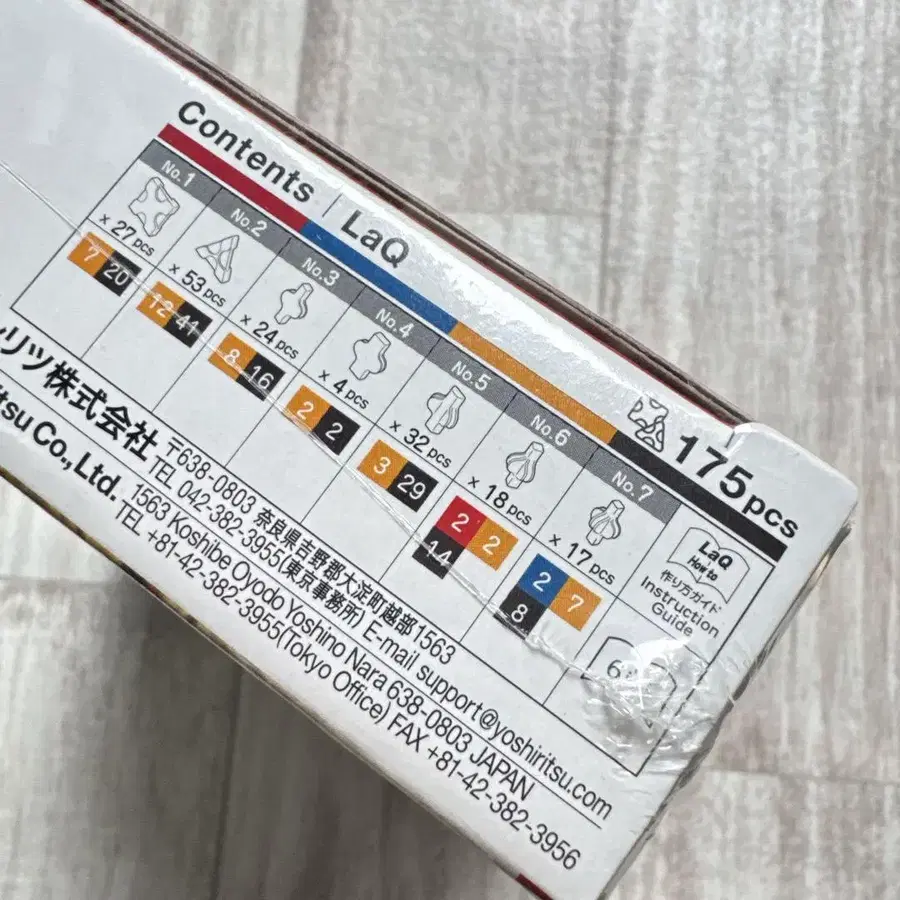 Contents | LaQ
175pcs
No.1
× 27 pcs
7 20
No.2
× 53 pcs
12 41
No.3
× 24 pcs
8 16
No.4
× 4 pcs
2 2
No.5
× 32 pcs
3 29
No.6
× 18 pcs
2 2
14
No.7
× 17 pcs
2 7
8
LaQ
How to
作り方ガイド
Instruction
Guide
リツ株式会社 〒638-0803 奈良県吉野郡大淀町越部1563
TEL 042-382-3955(東京事務所) E-mail support@yoshiritsu.com
itsu Co., Ltd. 1563 Koshibe Oyodo Yoshino Nara 638-0803 JAPAN
TEL +81-42-382-3955(Tokyo Office) FAX +81-42-382-3956